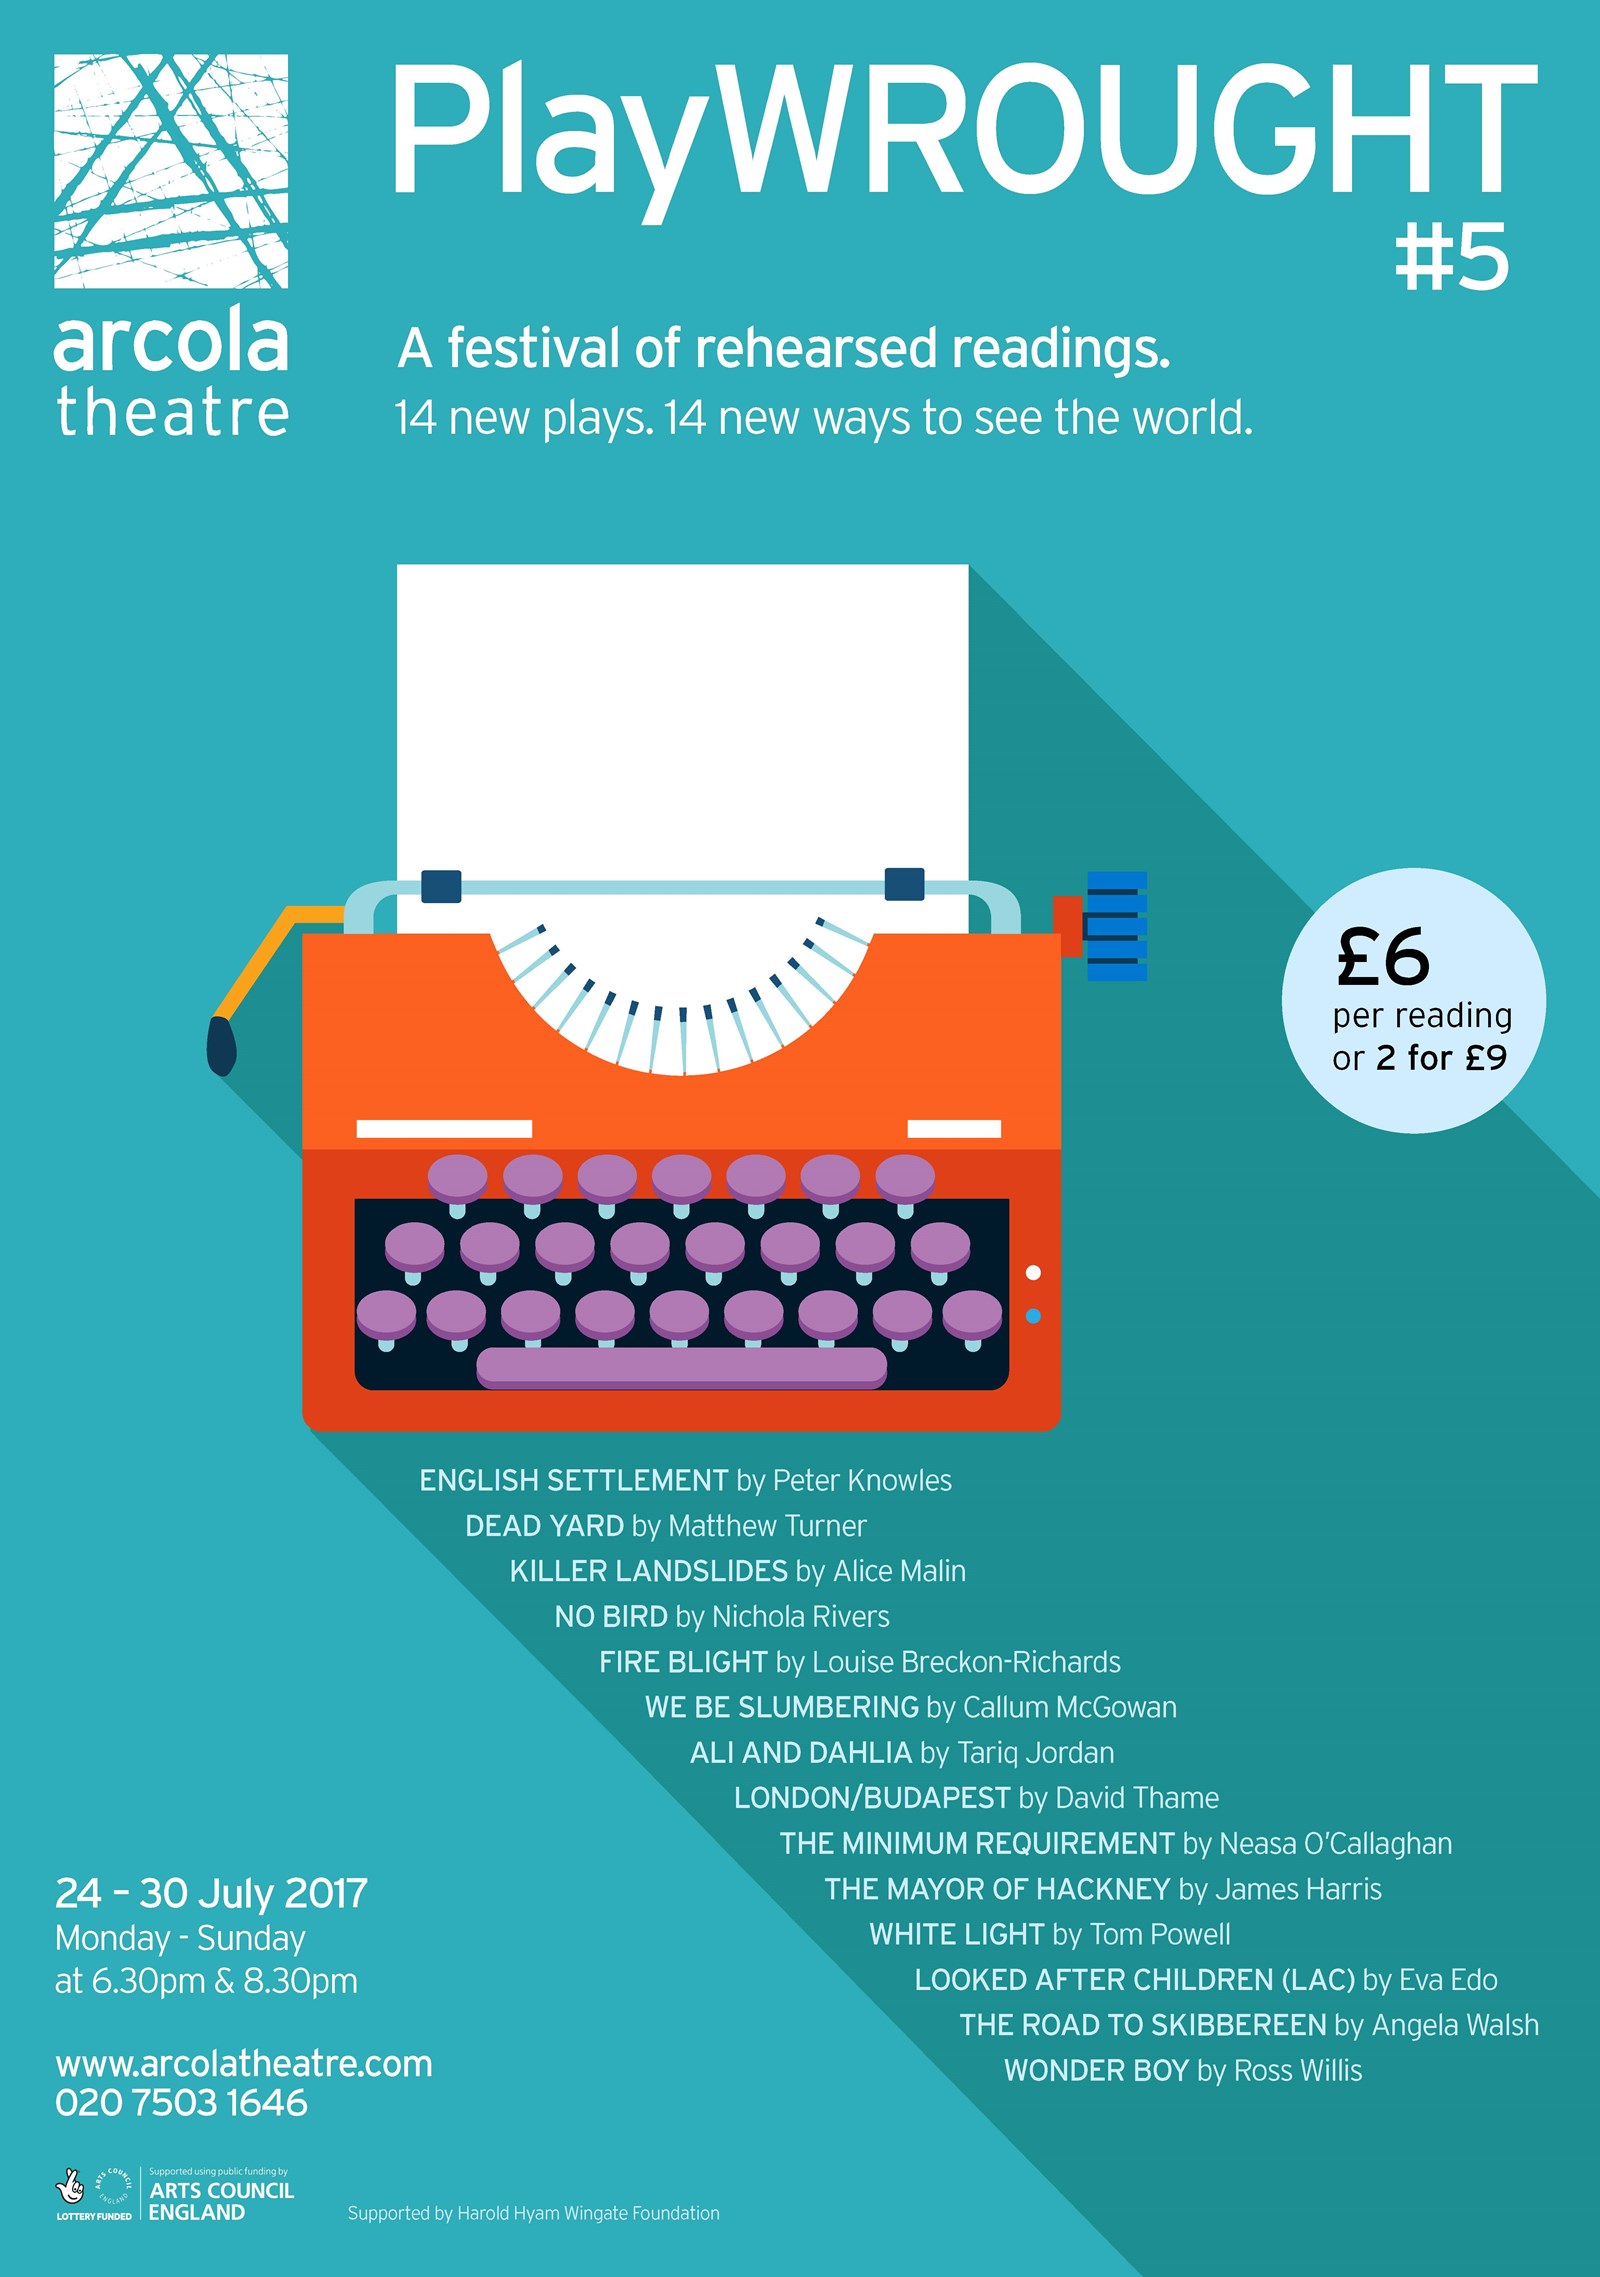 PlayWROUGHT
#5
arcola
theatre
A festival of rehearsed readings.
14 new plays. 14 new ways to see the world.
£6
per reading
or 2 for £9
ENGLISH SETTLEMENT by Peter Knowles
DEAD YARD by Matthew Turner
KILLER LANDSLIDES by Alice Malin
NO BIRD by Nichola Rivers
FIRE BLIGHT by Louise Breckon-Richards
WE BE SLUMBERING by Callum McGowan
ALI AND DAHLIA by Tariq Jordan
LONDON/BUDAPEST by David Thame
THE MINIMUM REQUIREMENT by Neasa O'Callaghan
THE MAYOR OF HACKNEY by James Harris
WHITE LIGHT by Tom Powell
LOOKED AFTER CHILDREN (LAC) by Eva Edo
THE ROAD TO SKIBBEREEN by Angela Walsh
WONDER BOY by Ross Willis
24 – 30 July 2017
Monday - Sunday
at 6.30pm & 8.30pm
www.arcolatheatre.com
020 7503 1646
ARTS COUNCIL
ENGLAND
LOTTERY FUNDED
Supported using public funding by
ARTS COUNCIL
ENGLAND
Supported by Harold Hyam Wingate Foundation